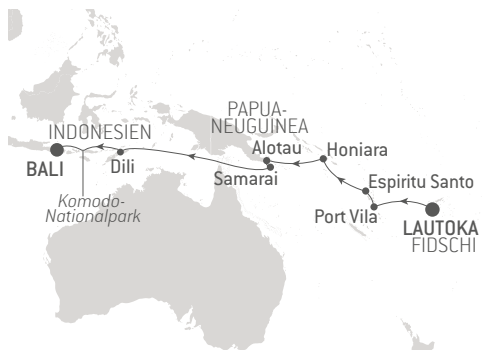 PAPUA-
NEUGUINEA
INDONESIEN
Alotau
Honiara
BALI
Dili
Samarai
Espiritu Santo
Komodo-
Nationalpark
Port Vila
LAUTOKA
FIDSCHI